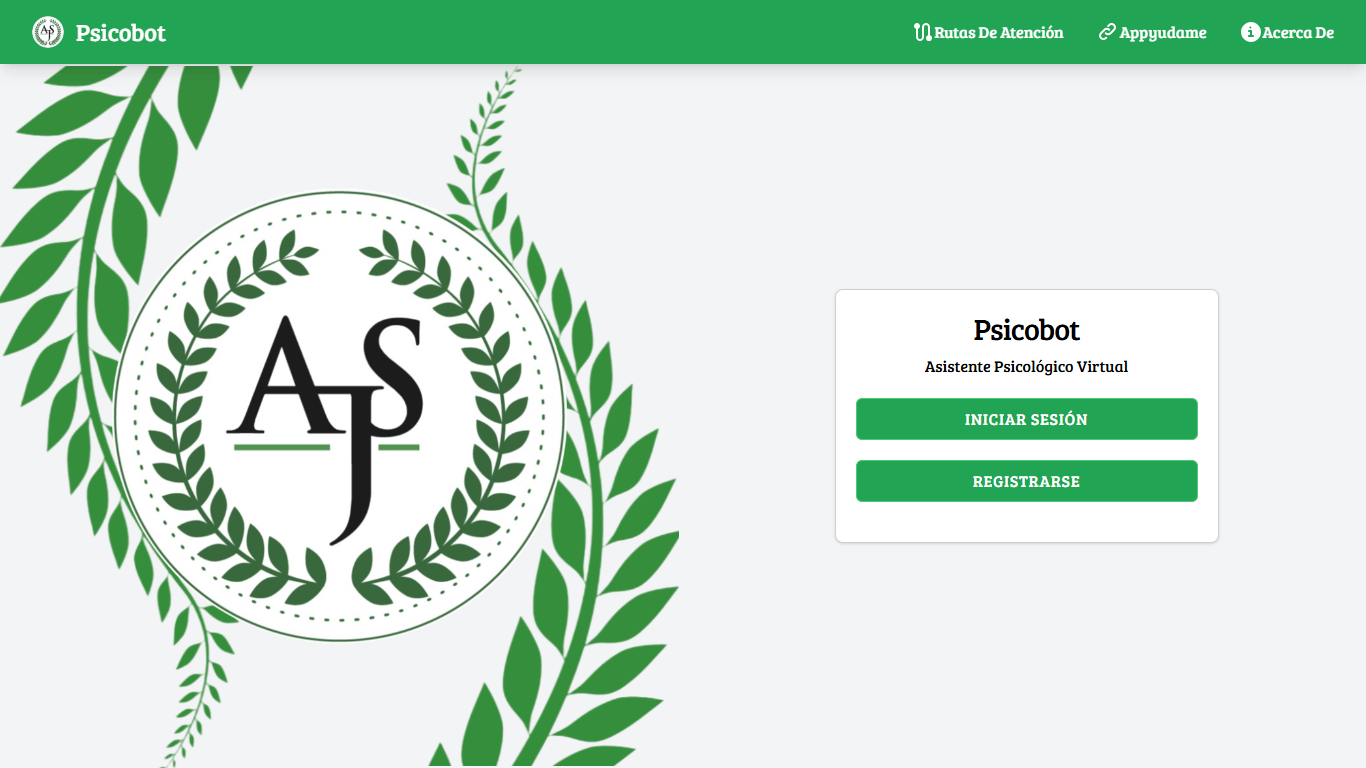 Psicobot
Rutas De Atención
Appyudame
Acerca De
AJS
Psicobot
Asistente Psicológico Virtual
INICIAR SESIÓN
REGISTRARSE